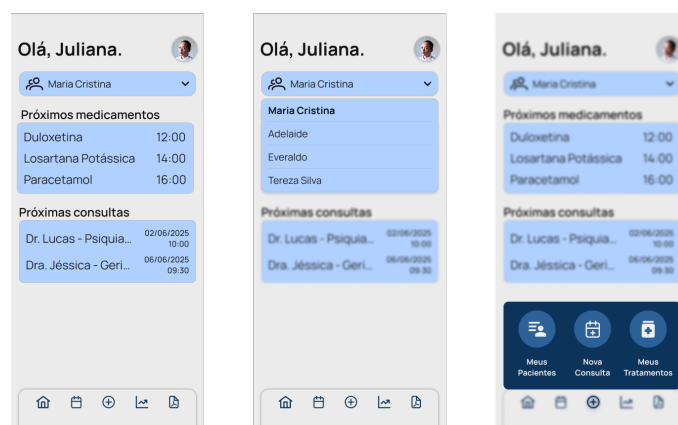 Olá, Juliana.
Maria Cristina
Próximos medicamentos
Duloxetina 12:00
Losartana Potássica 14:00
Paracetamol 16:00
Próximas consultas
Dr. Lucas - Psiquia... 02/06/2025
10:00
Dra. Jéssica - Geri... 06/06/2025
09:30
Olá, Juliana.
Maria Cristina
Maria Cristina
Adelaide
Everaldo
Tereza Silva
Próximas consultas
Dr. Lucas - Psiquia... 02/06/2025
10:00
Dra. Jéssica - Geri... 06/06/2025
09:30
Olá, Juliana.
Maria Cristina
Próximos medicamentos
Duloxetina 12:00
Losartana Potássica 14:00
Paracetamol 16:00
Próximas consultas
Dr. Lucas - Psiquia... 02/06/2025
10:00
Dra. Jéssica - Geri... 06/06/2025
09:30
Meus Pacientes
Nova Consulta
Meus Tratamentos